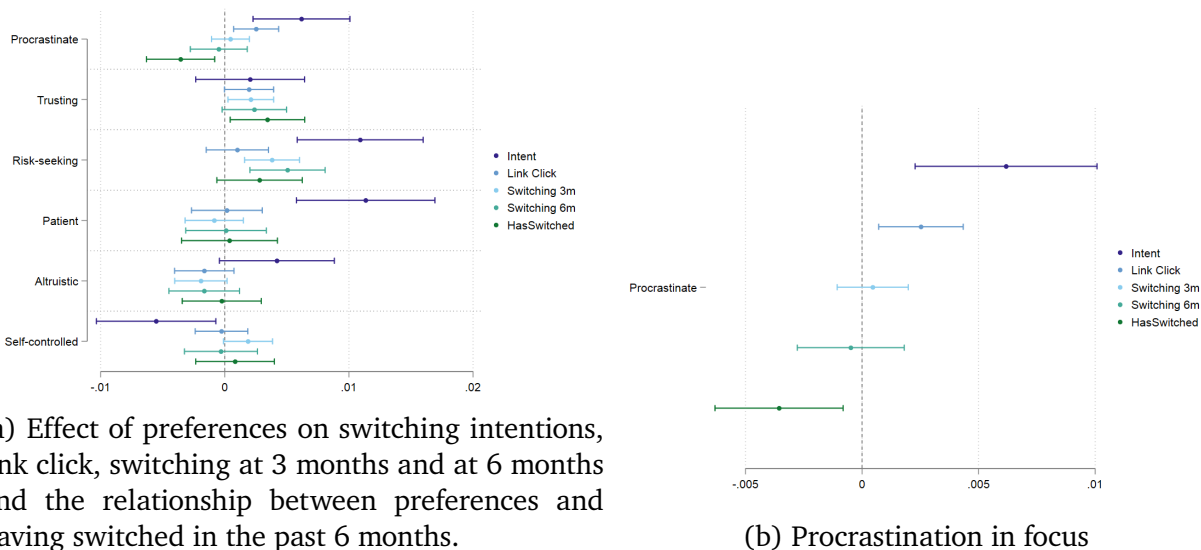 Procrastinate
Trusting
Risk-seeking
Patient
Altruistic
Self-controlled
-.01 0 .01 .02
Intent
Link Click
Switching 3m
Switching 6m
HasSwitched
) Effect of preferences on switching intentions,
nk click, switching at 3 months and at 6 months
nd the relationship between preferences and
aving switched in the past 6 months.
Procrastinate
-.005 0 .005 .01
Intent
Link Click
Switching 3m
Switching 6m
HasSwitched
(b) Procrastination in focus